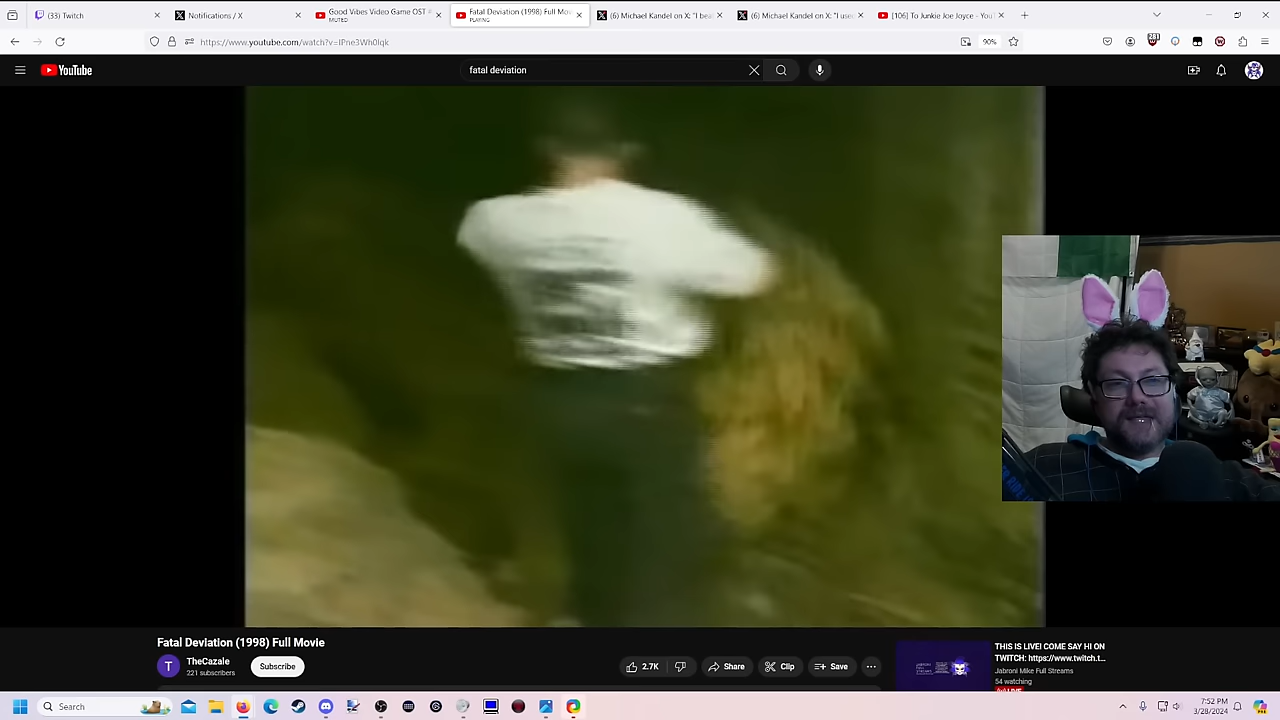 (33) Twitch
Notifications / X
Good Vibes Video Game OST
MUTED
Fatal Deviation (1998) Full Mov
PLAYING
(6) Michael Kandel on X: "I bea
(6) Michael Kandel on X: "I user
[106] To Junkie Joe Joyce - You
https://www.youtube.com/watch?v=IPne3Wh0lqk
90%
YouTube
fatal deviation
Fatal Deviation (1998) Full Movie
T
TheCazale
221 subscribers
Subscribe
2.7K
Share
Clip
Save
THIS IS LIVE! COME SAY HI ON
TWITCH: https://www.twitch.t...
Jabroni Mike Full Streams
54 watching
LIVE
Search
7:52 PM
3/28/2024